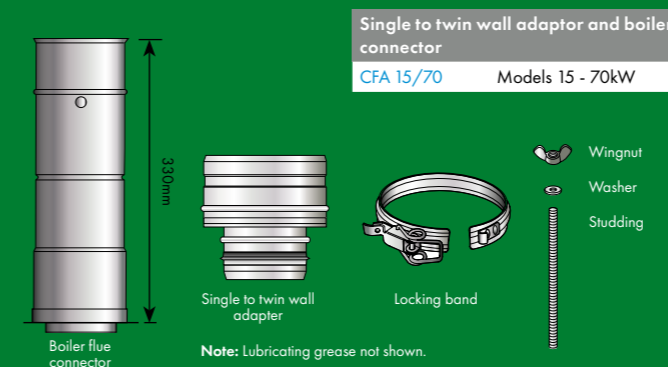 Single to twin wall adaptor and boiler
connector
CFA 15/70 Models 15 - 70kW
330mm
Wingnut
Washer
Studding
Single to twin wall
adapter
Locking band
Boiler flue
connector
Note: Lubricating grease not shown.